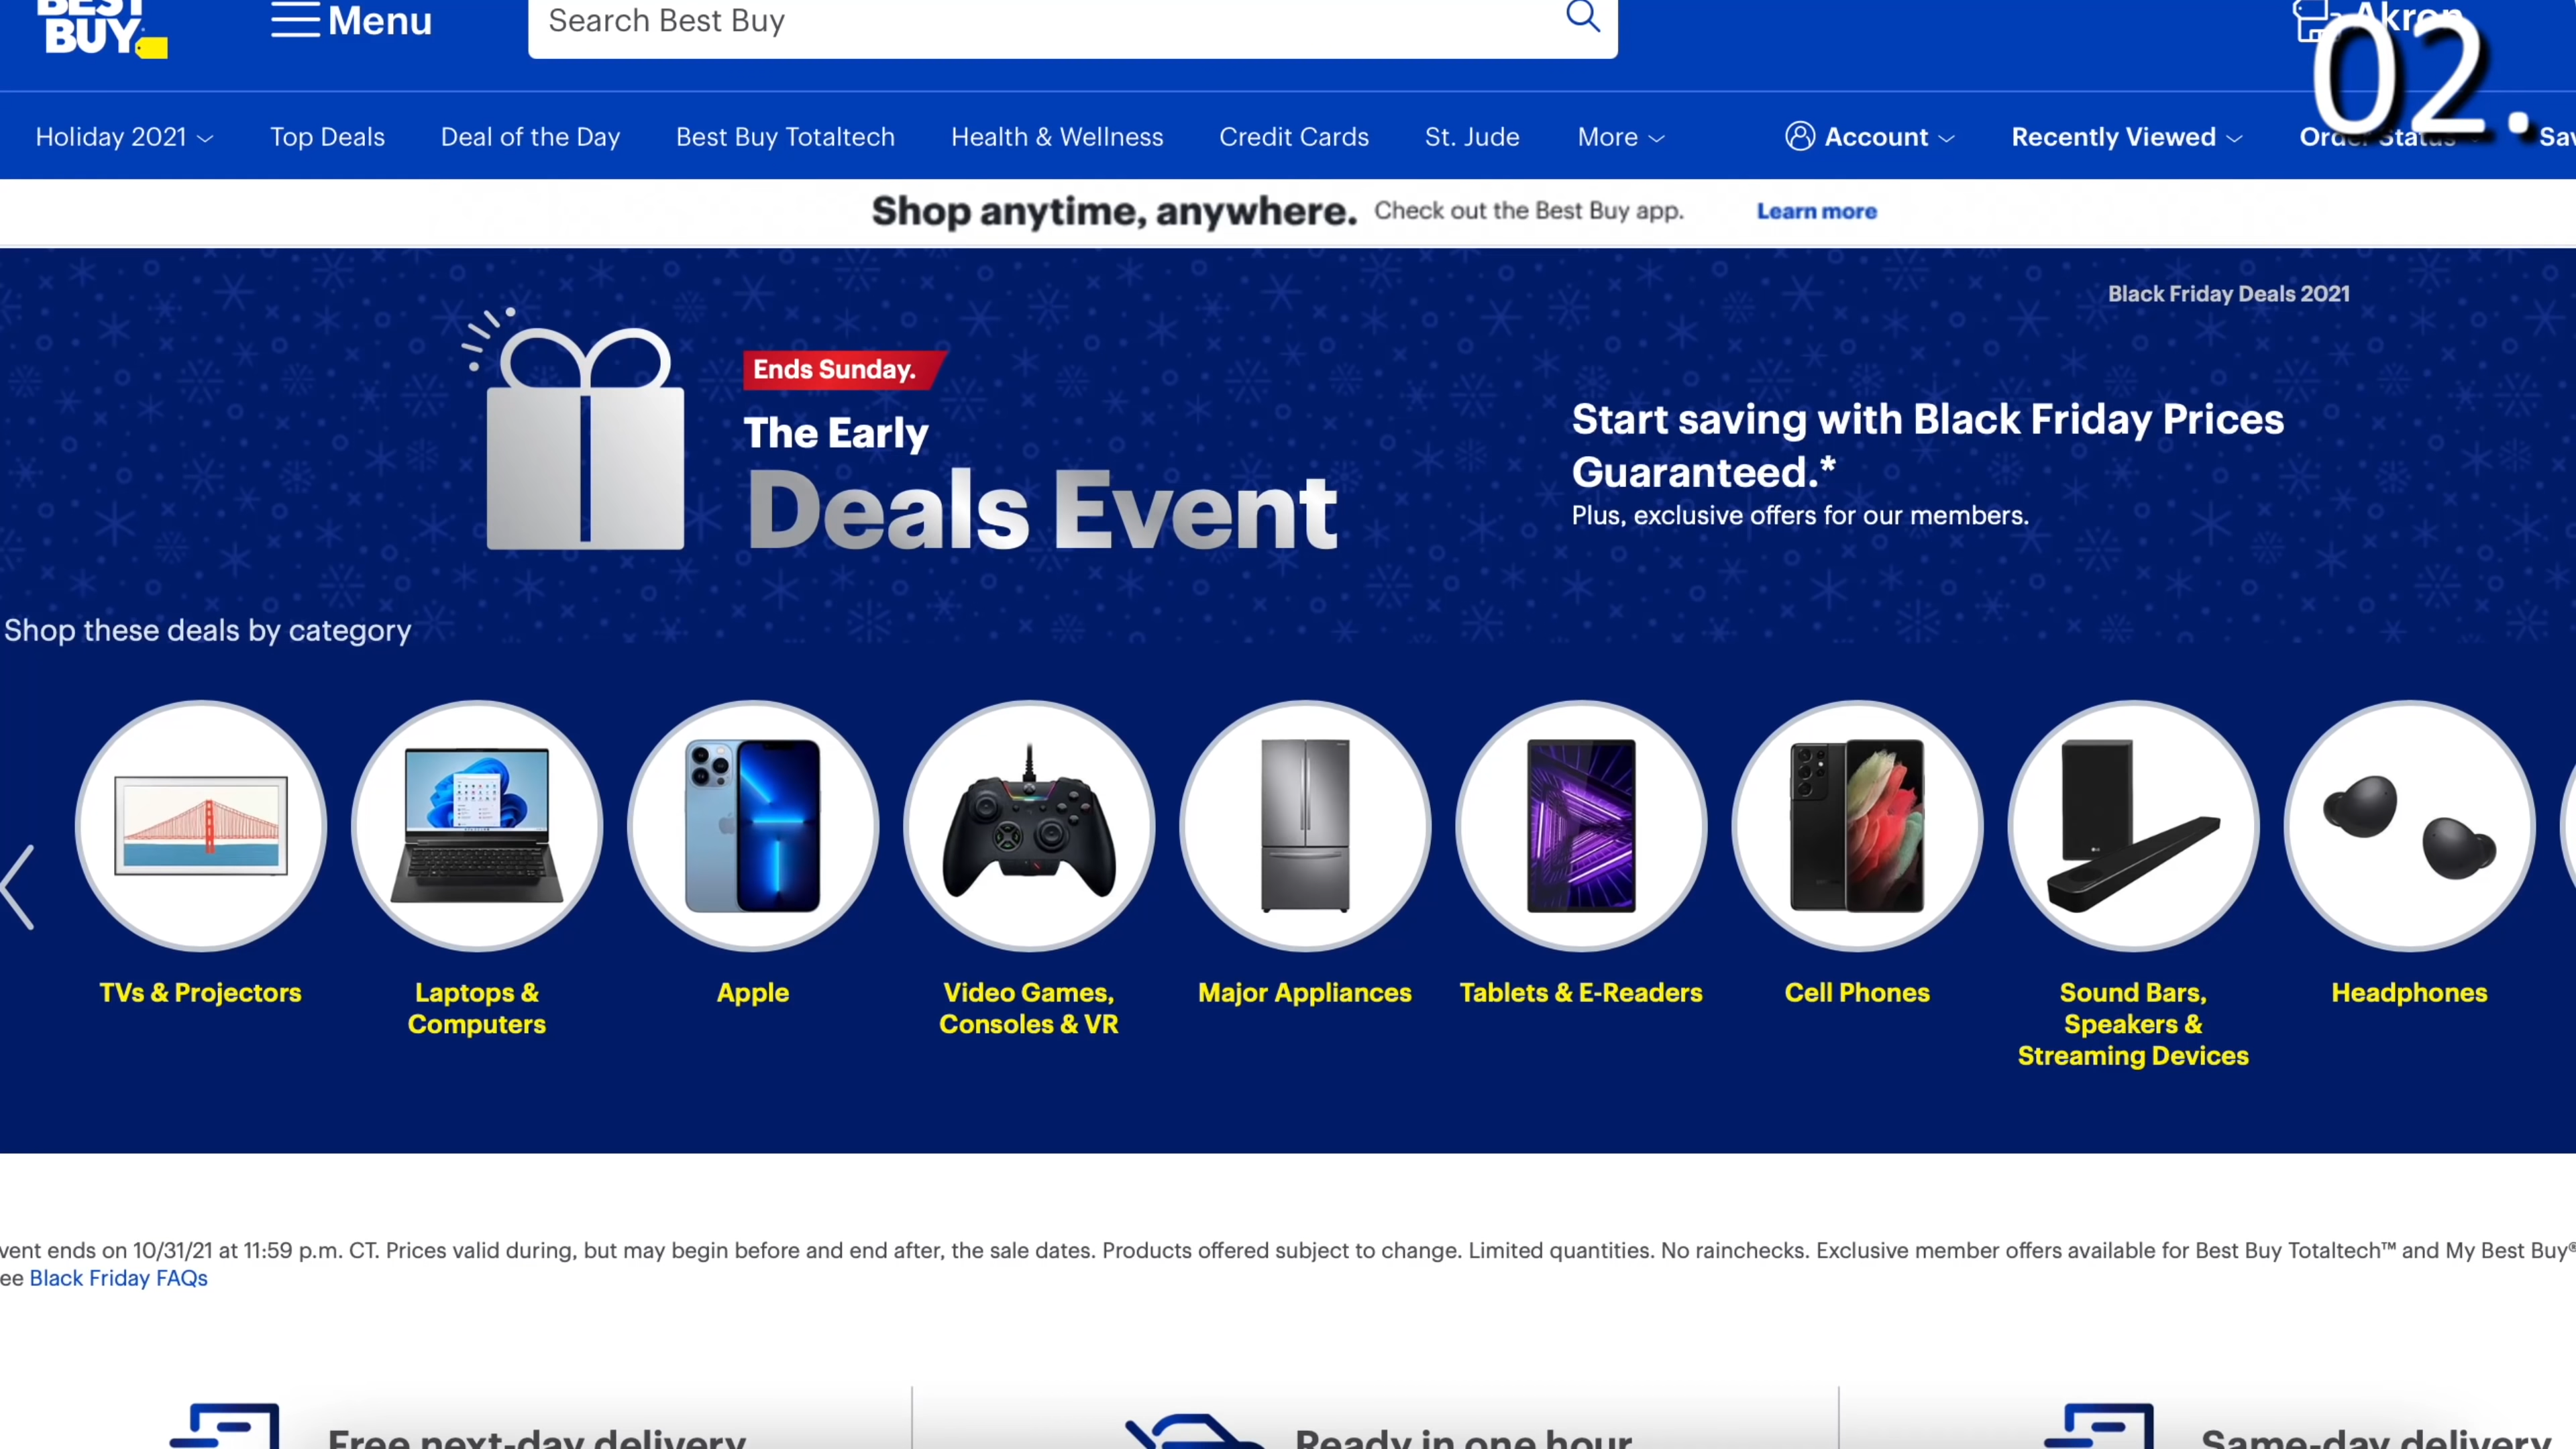 BEST
BUY
Menu
Search Best Buy
Akron
02.
Holiday 2021
Top Deals
Deal of the Day
Best Buy Totaltech
Health & Wellness
Credit Cards
St. Jude
More
Account
Recently Viewed
Order Status
Sav
Shop anytime, anywhere. Check out the Best Buy app. Learn more
Black Friday Deals 2021
Ends Sunday.
The Early
Deals Event
Start saving with Black Friday Prices
Guaranteed.*
Plus, exclusive offers for our members.
Shop these deals by category
TVs & Projectors
Laptops &
Computers
Apple
Video Games,
Consoles & VR
Major Appliances
Tablets & E-Readers
Cell Phones
Sound Bars,
Speakers &
Streaming Devices
Headphones
vent ends on 10/31/21 at 11:59 p.m. CT. Prices valid during, but may begin before and end after, the sale dates. Products offered subject to change. Limited quantities. No rainchecks. Exclusive member offers available for Best Buy Totaltech™ and My Best Buy®
ee Black Friday FAQs
Free next-day delivery
Ready in one hour
Same-day delivery